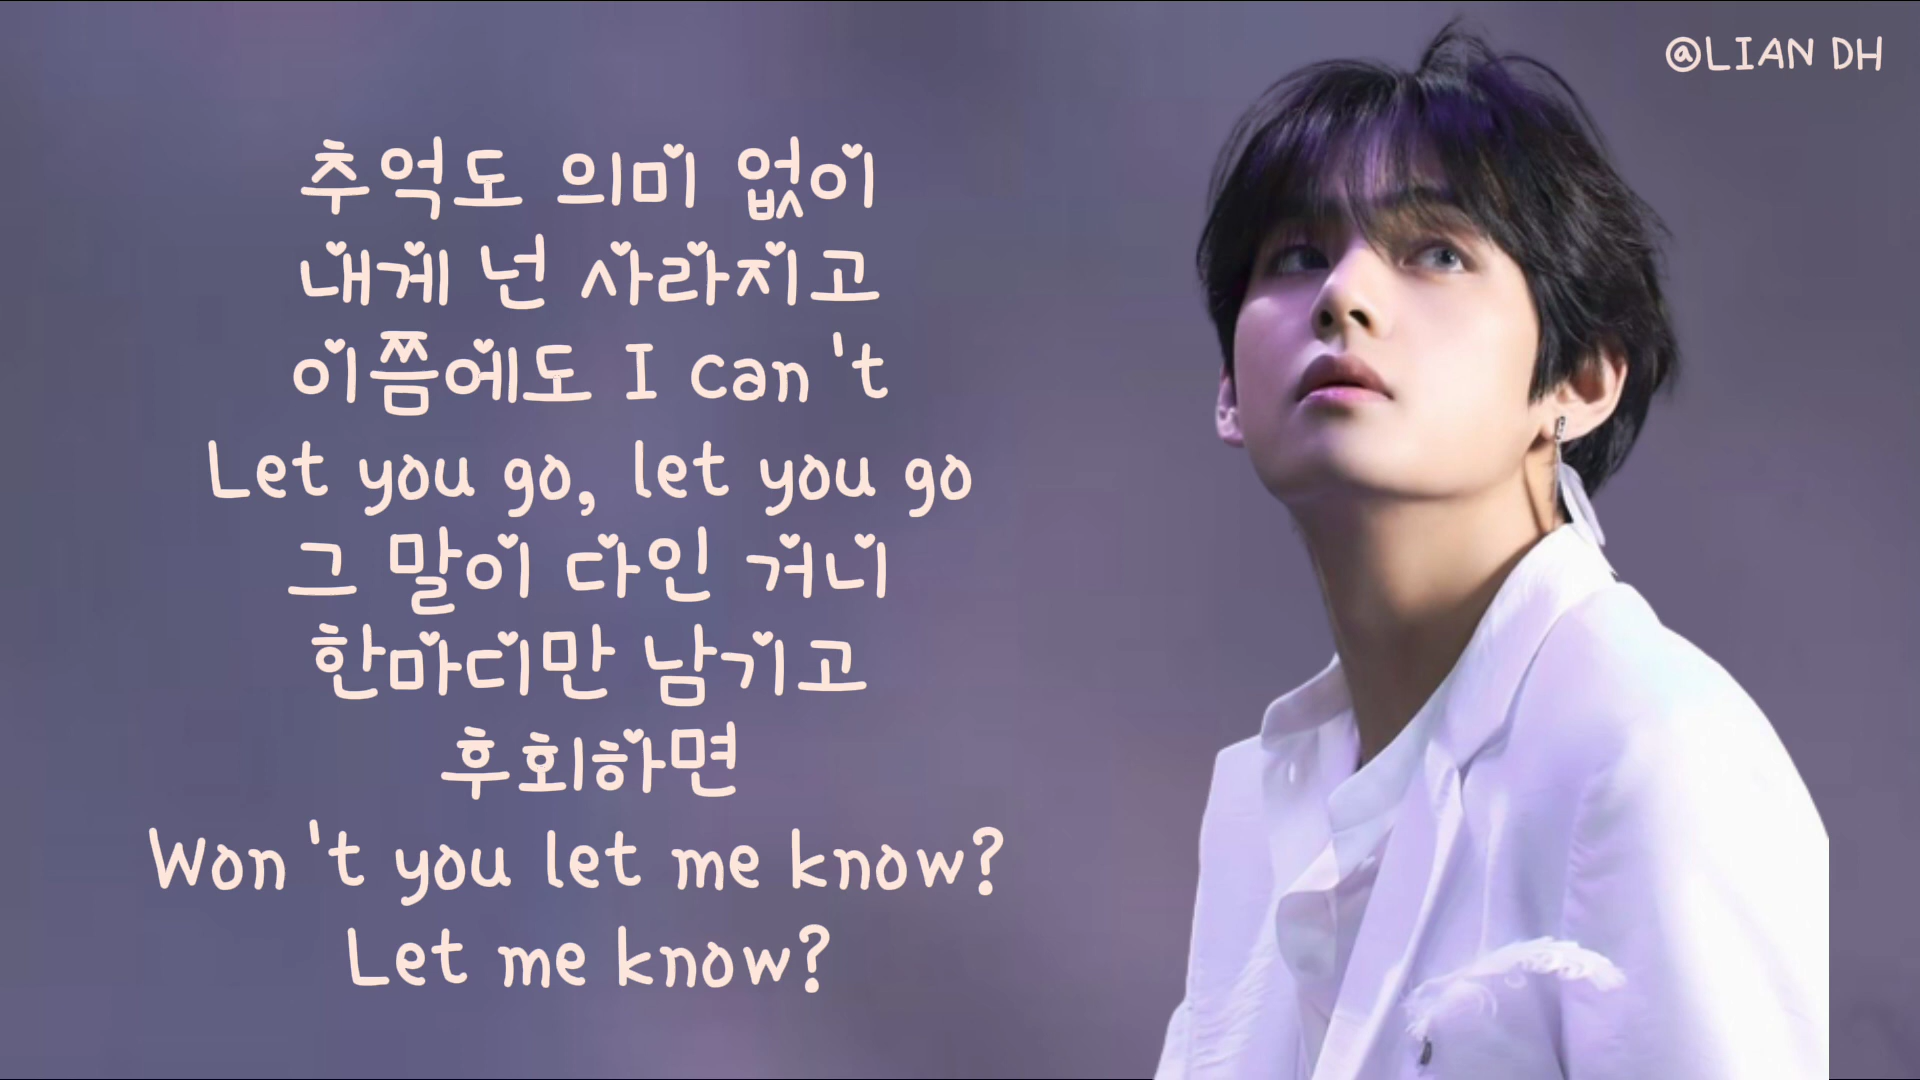 @LIAN DH
추억도 의미 없이
내게 넌 사라지고
이쯤에도 I can't
Let you go, let you go
그 말이 다인 거니
한마디만 남기고
후회하면
Won't you let me know?
Let me know?